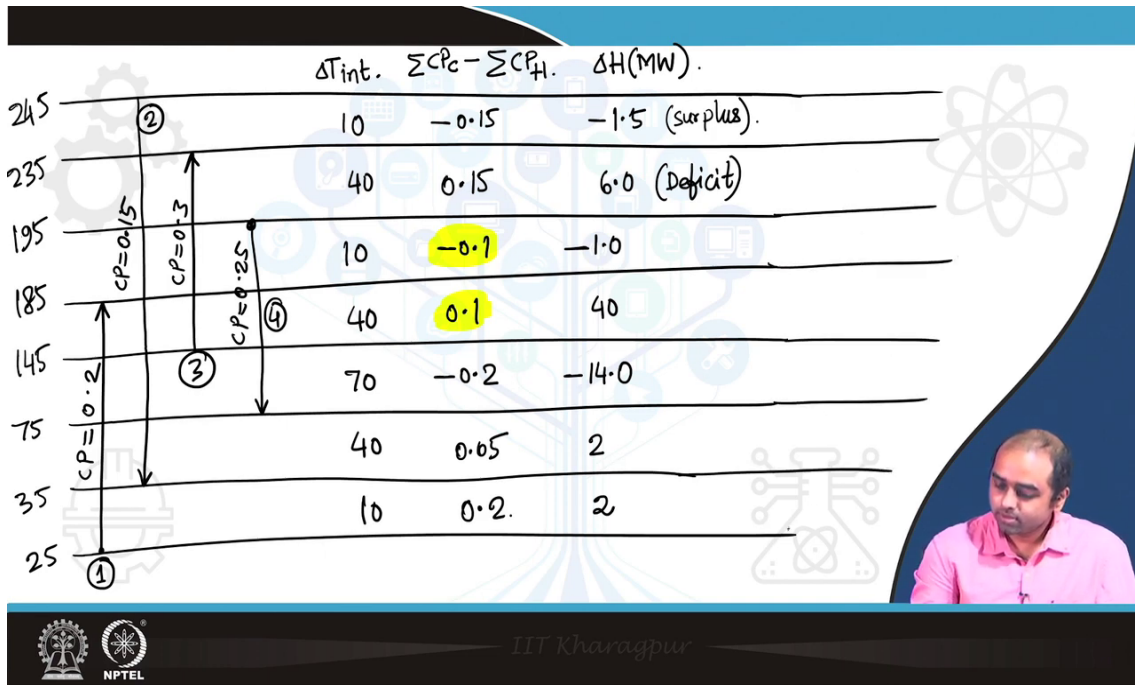 ΔTint. ΣCPc - ΣCPH. ΔH(MW).
245
②
10 -0.15 -1.5 (surplus).
235
40 0.15 6.0 (Deficit)
CP=0.15
CP=0.3
195
10 -0.1 -1.0
CP=0.25
185
④
40 0.1 40
145
③
70 -0.2 -14.0
CP=0.2
75
40 0.05 2
35
10 0.2. 2
25
①
IIT Kharagpur
NPTEL